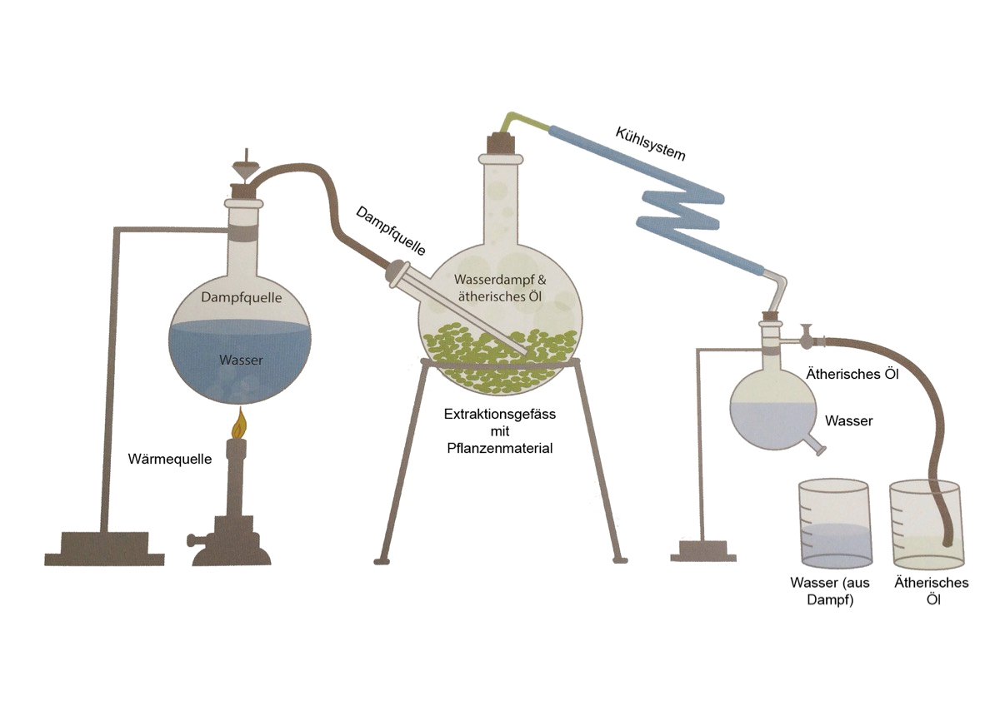 Kühlsystem
Dampfquelle
Dampfquelle
Wasser
Wasserdampf &
ätherisches Öl
Ätherisches Öl
Wasser
Extraktionsgefäss
mit
Pflanzenmaterial
Wärmequelle
Wasser (aus
Dampf)
Ätherisches
Öl